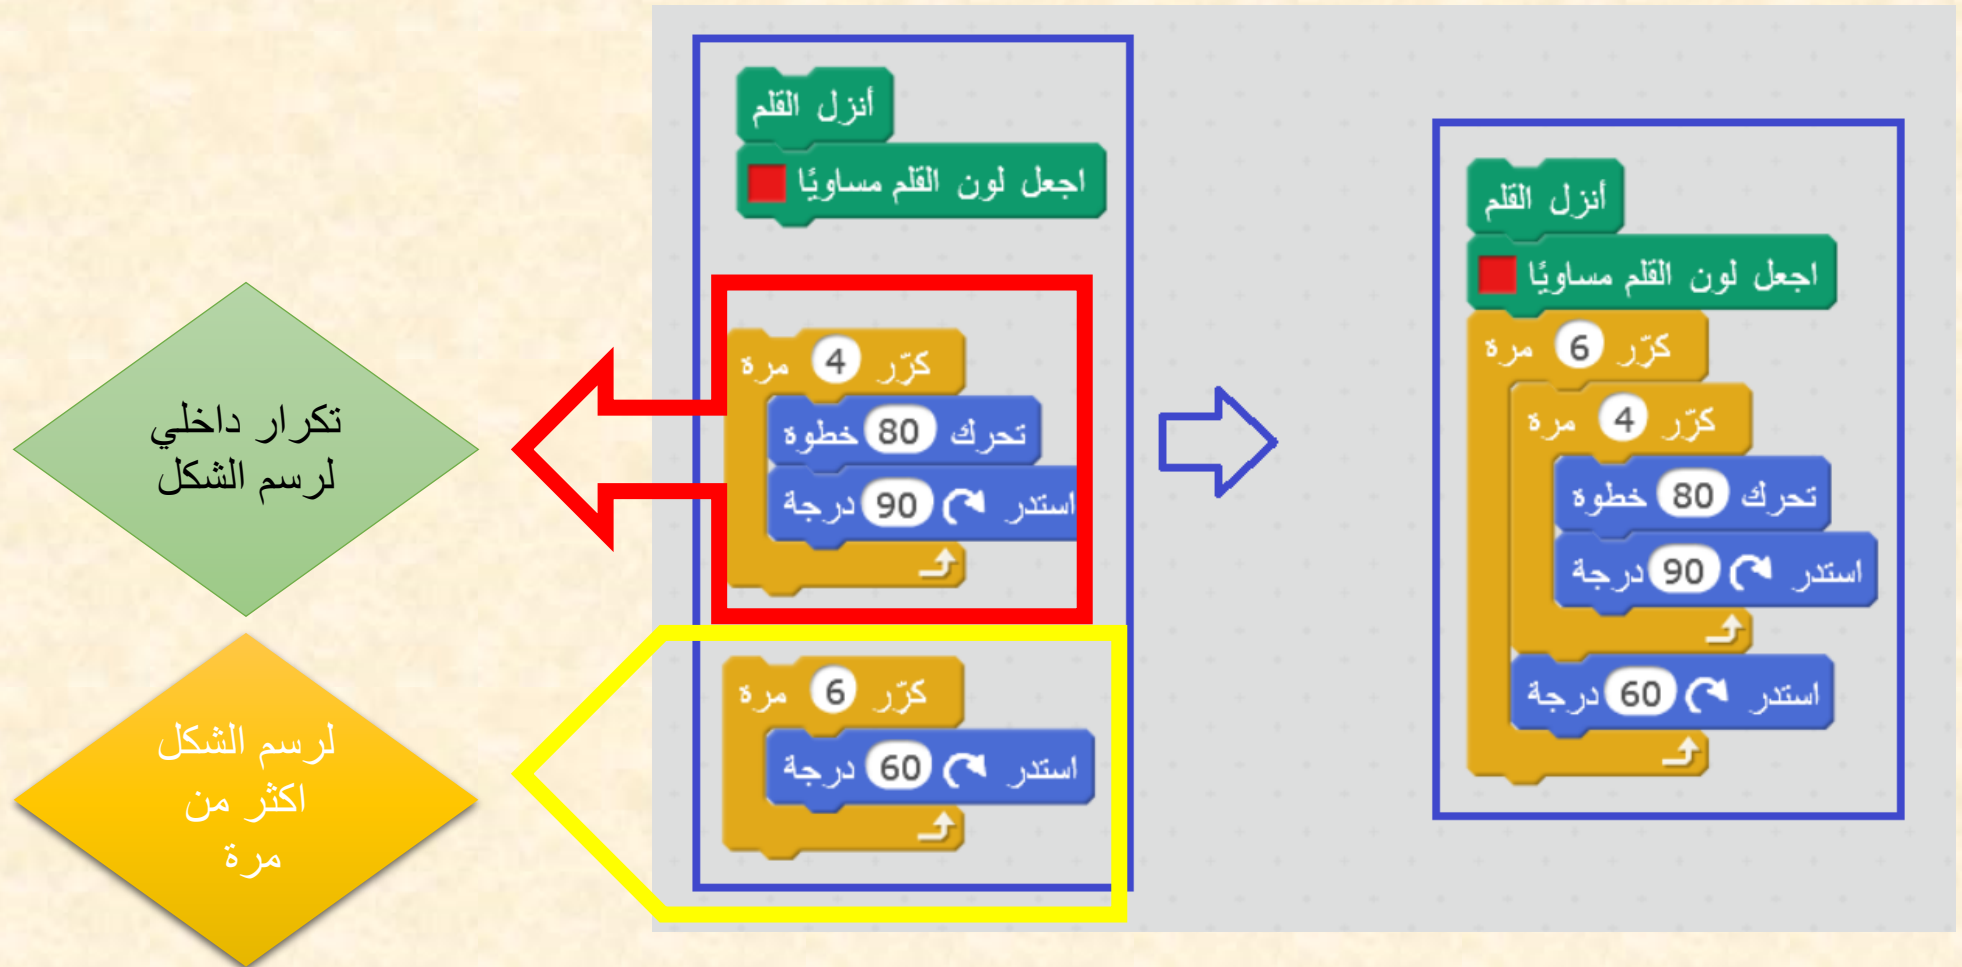 أنزل القلم
اجعل لون القلم مساويًا
كرّر 4 مرة
تحرك 80 خطوة
استدر 90 درجة
كرّر 6 مرة
استدر 60 درجة
أنزل القلم
اجعل لون القلم مساويًا
كرّر 6 مرة
كرّر 4 مرة
تحرك 80 خطوة
استدر 90 درجة
استدر 60 درجة
تكرار داخلي
لرسم الشكل
لرسم الشكل
اكثر من
مرة